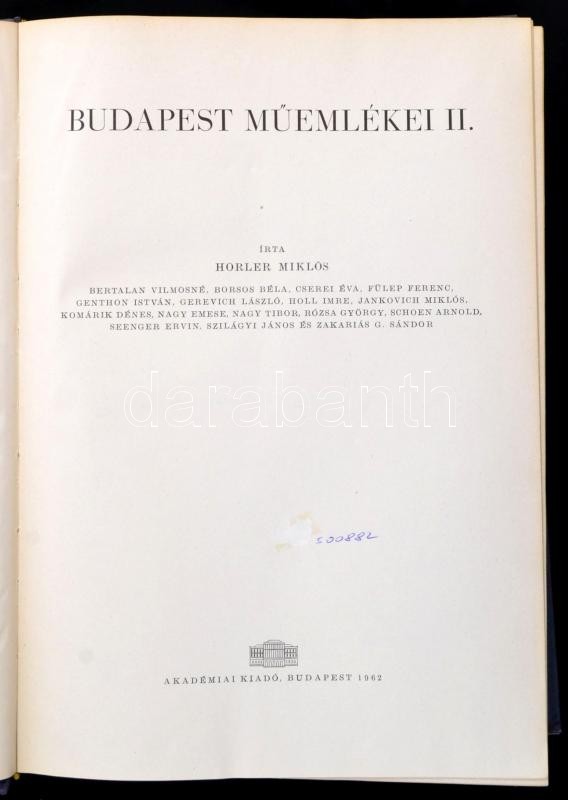 BUDAPEST MŰEMLÉKEI II.
ÍRTA
HORLER MIKLÓS
BERTALAN VILMOSNÉ, BORSOS BÉLA, CSEREI ÉVA, FÜLEP FERENC,
GENTHON ISTVÁN, GEREVICH LÁSZLÓ, HOLL IMRE, JANKOVICH MIKLÓS,
KOMÁRIK DÉNES, NAGY EMESE, NAGY TIBOR, RÓZSA GYÖRGY, SCHOEN ARNOLD,
SEENGER ERVIN, SZILÁGYI JÁNOS ÉS ZAKARIÁS G. SÁNDOR
darabanth
500882
AKADÉMIAI KIADÓ, BUDAPEST 1962